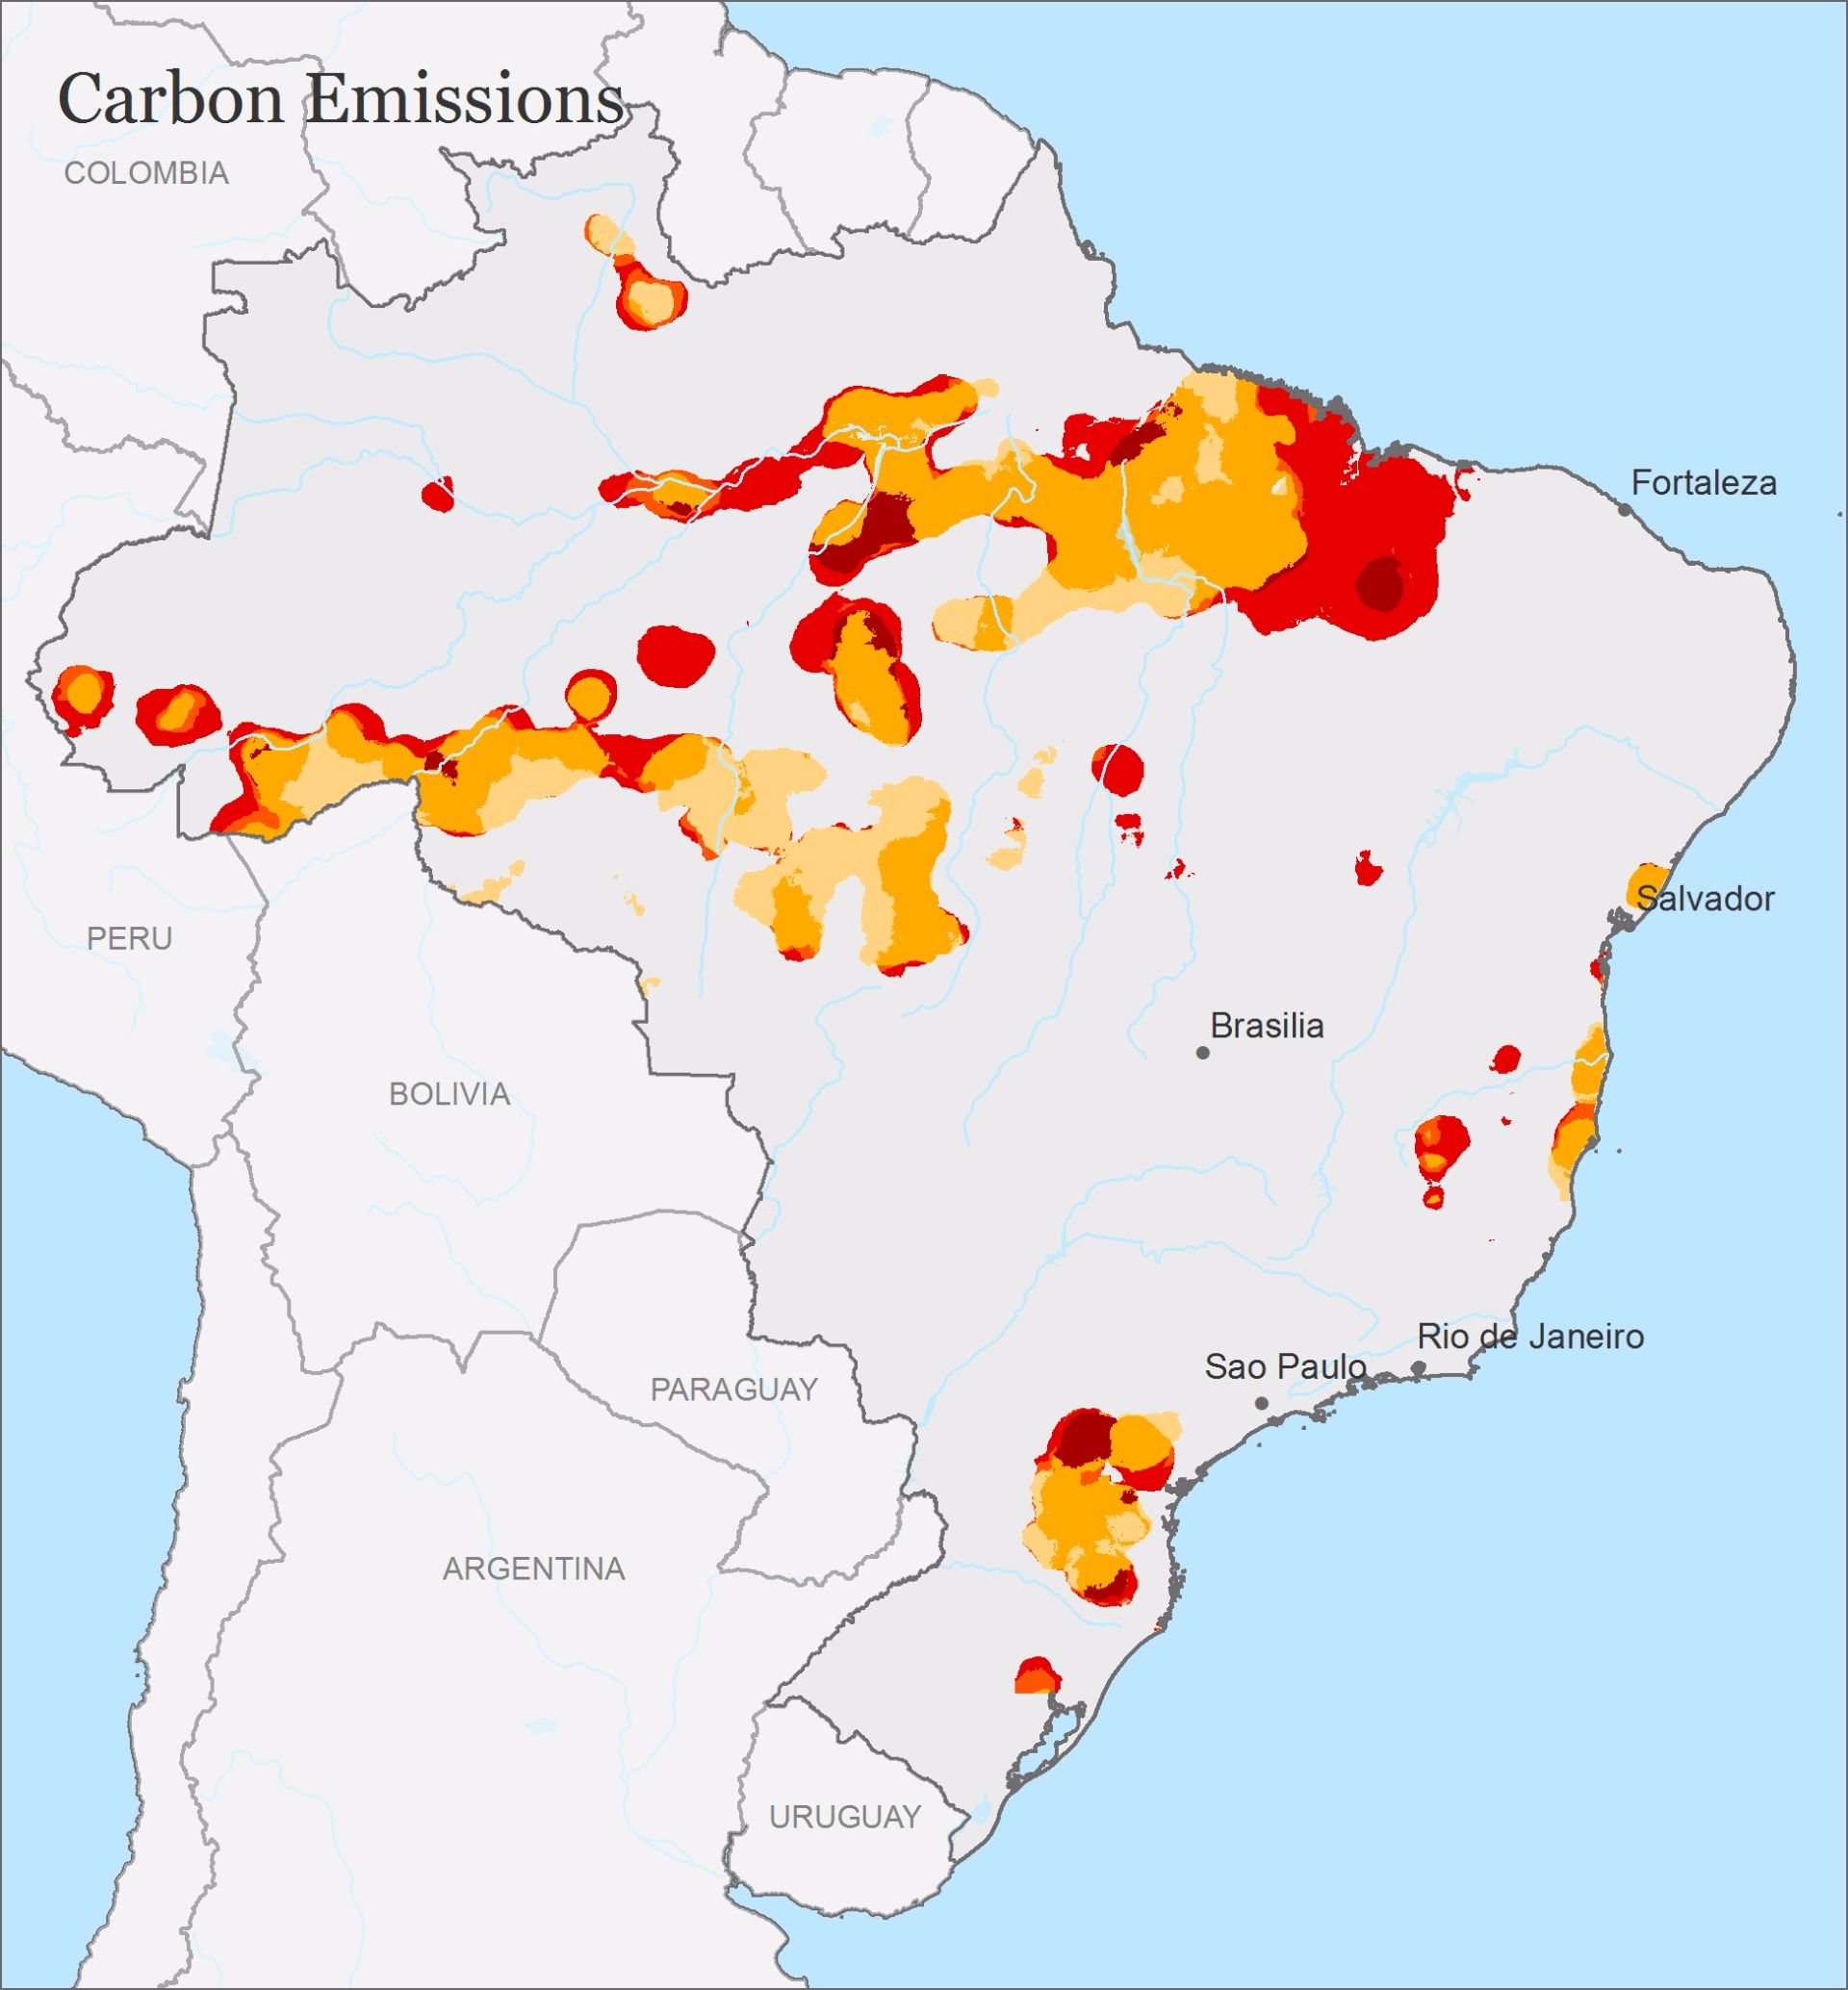 Carbon Emissions
COLOMBIA
Fortaleza
Salvador
PERU
Brasilia
BOLIVIA
Rio de Janeiro
Sao Paulo
PARAGUAY
ARGENTINA
URUGUAY